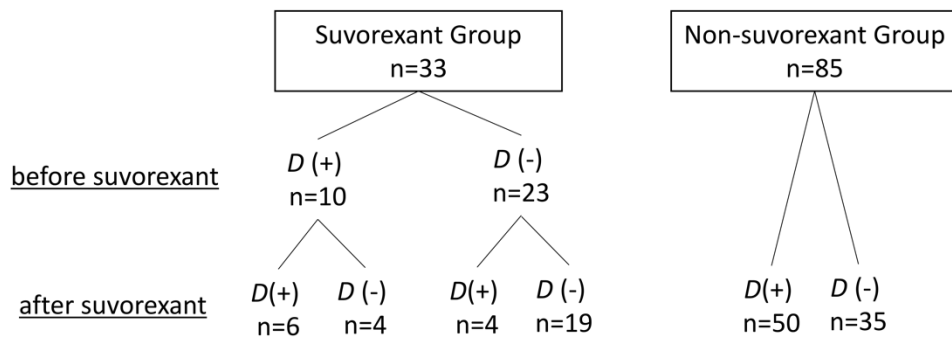 Suvorexant Group
n=33
Non-suvorexant Group
n=85
before suvorexant
D (+)
n=10
D (-)
n=23
after suvorexant
D(+)
n=6
D (-)
n=4
D(+)
n=4
D (-)
n=19
D(+)
n=50
D (-)
n=35